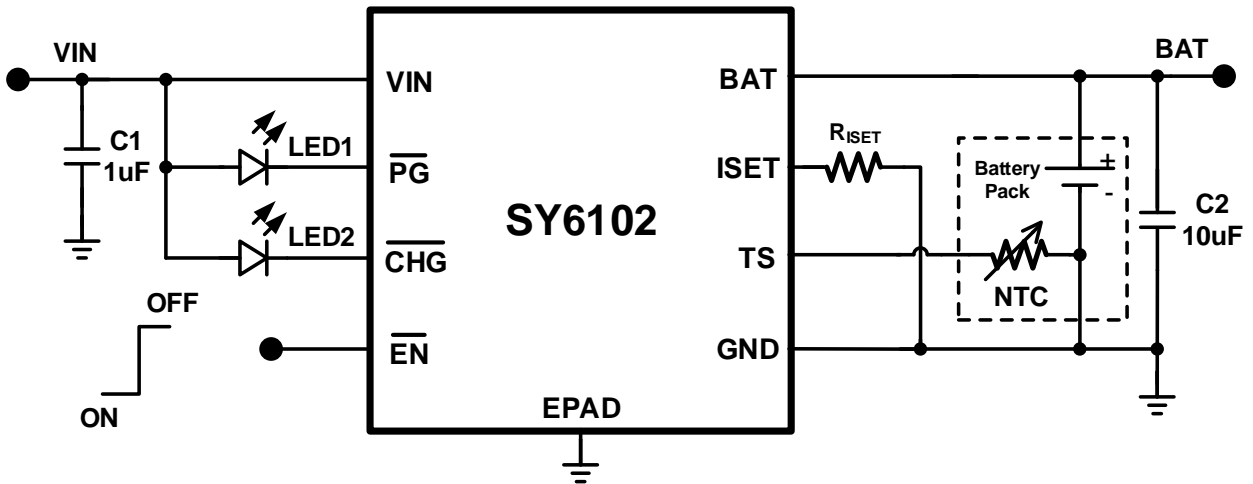 VIN
C1
1uF
LED1
LED2
OFF
ON
VIN
PG
CHG
EN
SY6102
EPAD
BAT
ISET
TS
GND
RISET
BAT
Battery
Pack
+
-
NTC
C2
10uF